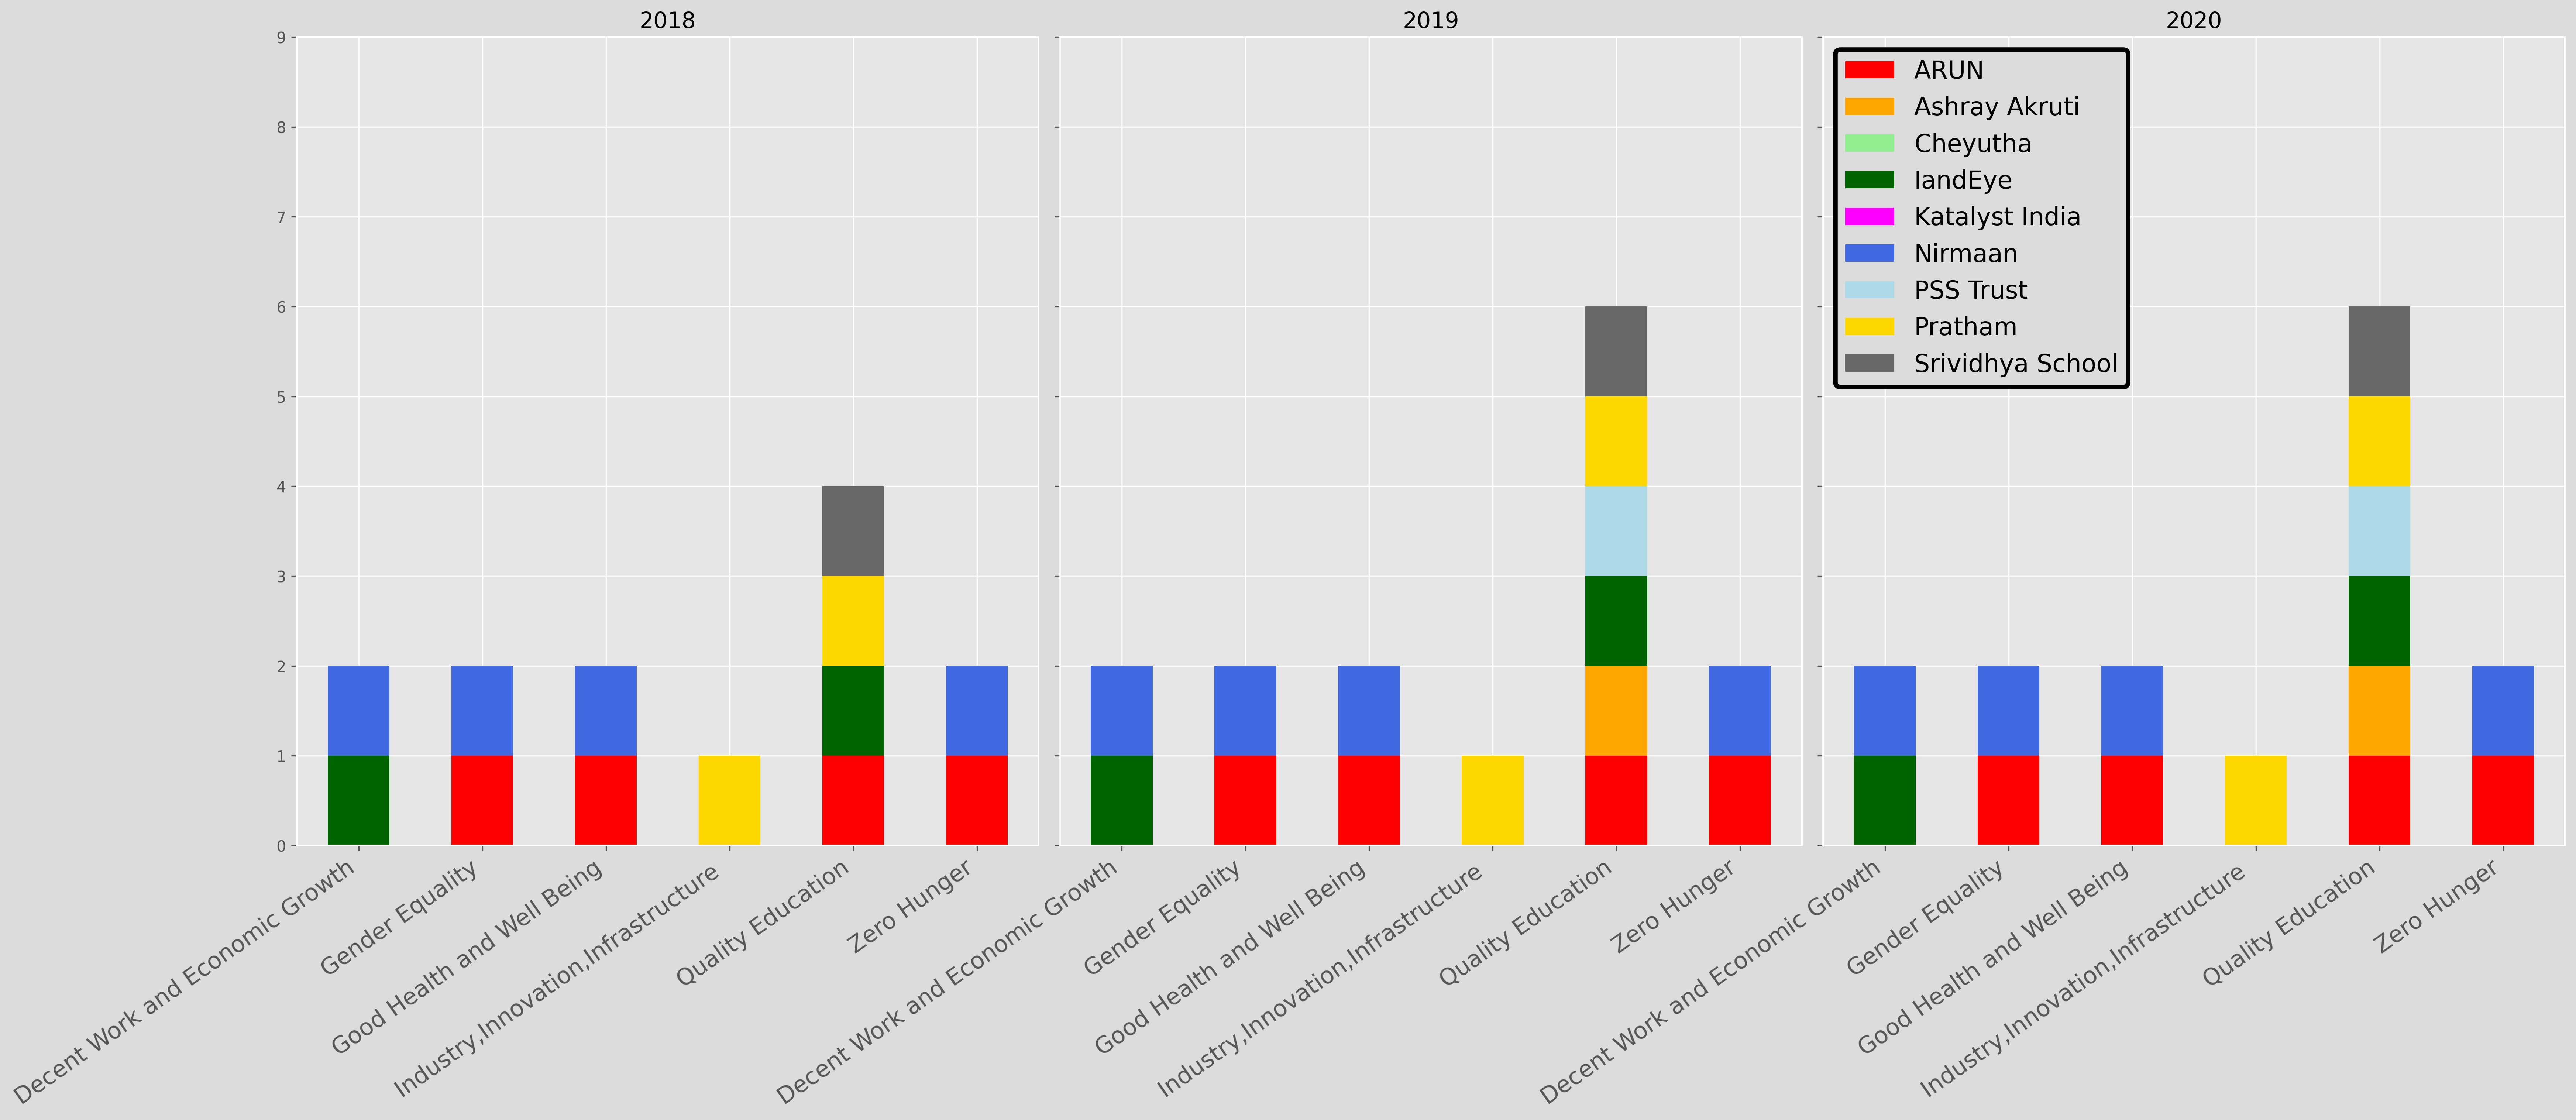 2018
2019
2020
9
8
7
6
5
4
3
2
1
0
ARUN
Ashray Akruti
Cheyutha
IandEye
Katalyst India
Nirmaan
PSS Trust
Pratham
Srividhya School
Decent Work and Economic Growth
Gender Equality
Good Health and Well Being
Industry,Innovation,Infrastructure
Quality Education
Zero Hunger
Decent Work and Economic Growth
Gender Equality
Good Health and Well Being
Industry,Innovation,Infrastructure
Quality Education
Zero Hunger
Decent Work and Economic Growth
Gender Equality
Good Health and Well Being
Industry,Innovation,Infrastructure
Quality Education
Zero Hunger